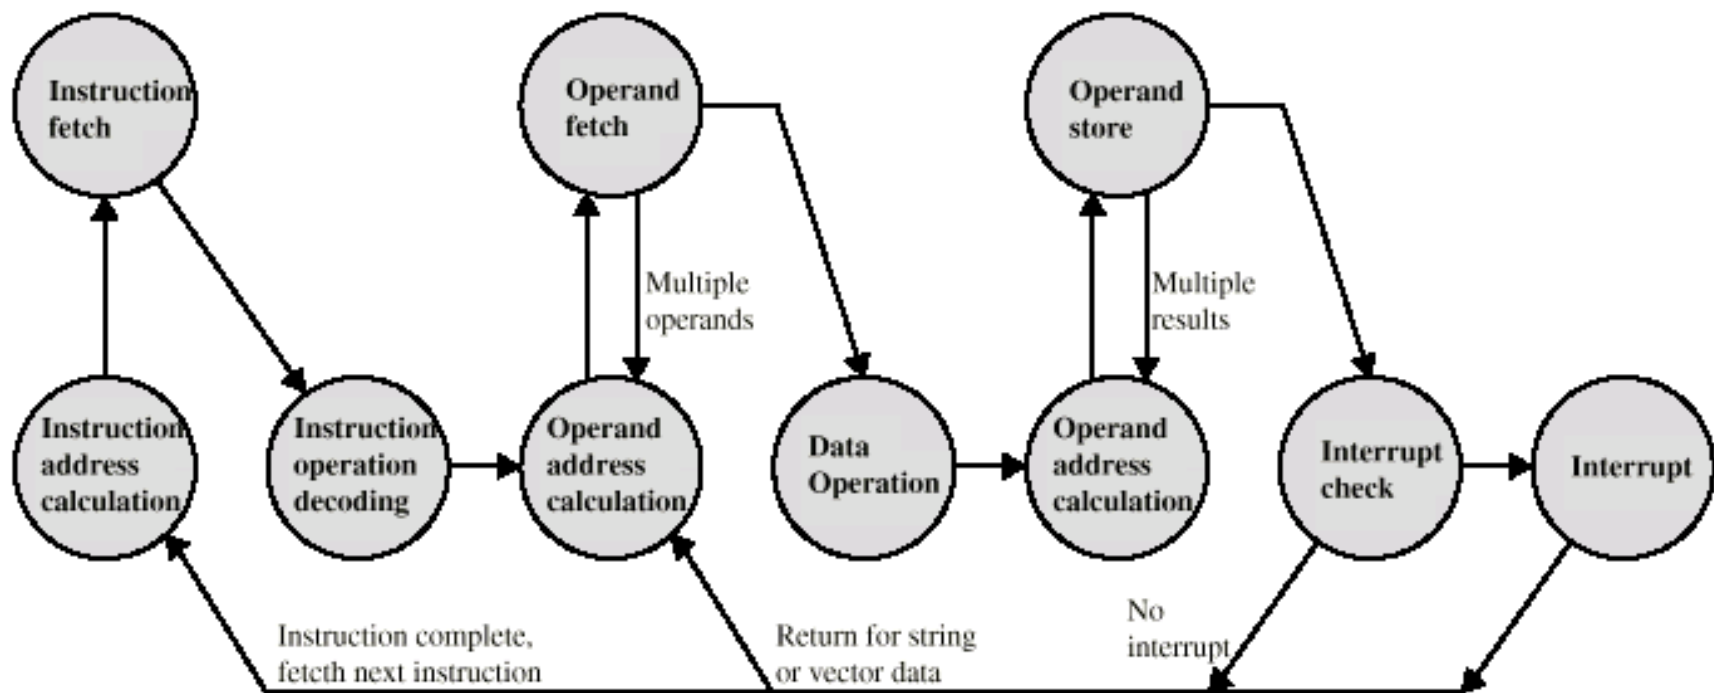 Instruction
fetch
Operand
fetch
Operand
store
Multiple
operands
Multiple
results
Instruction
address
calculation
Instruction
operation
decoding
Operand
address
calculation
Data
Operation
Operand
address
calculation
Interrupt
check
Interrupt
Instruction complete,
fetcth next instruction
Return for string
or vector data
No
interrupt